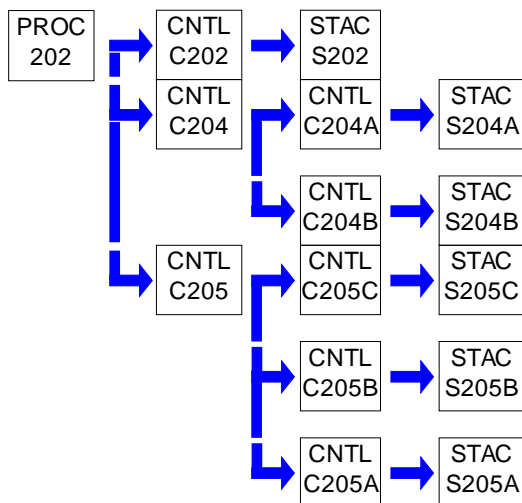 PROC
202
CNTL
C202
STAC
S202
CNTL
C204
CNTL
C204A
STAC
S204A
CNTL
C204B
STAC
S204B
CNTL
C205
CNTL
C205C
STAC
S205C
CNTL
C205B
STAC
S205B
CNTL
C205A
STAC
S205A